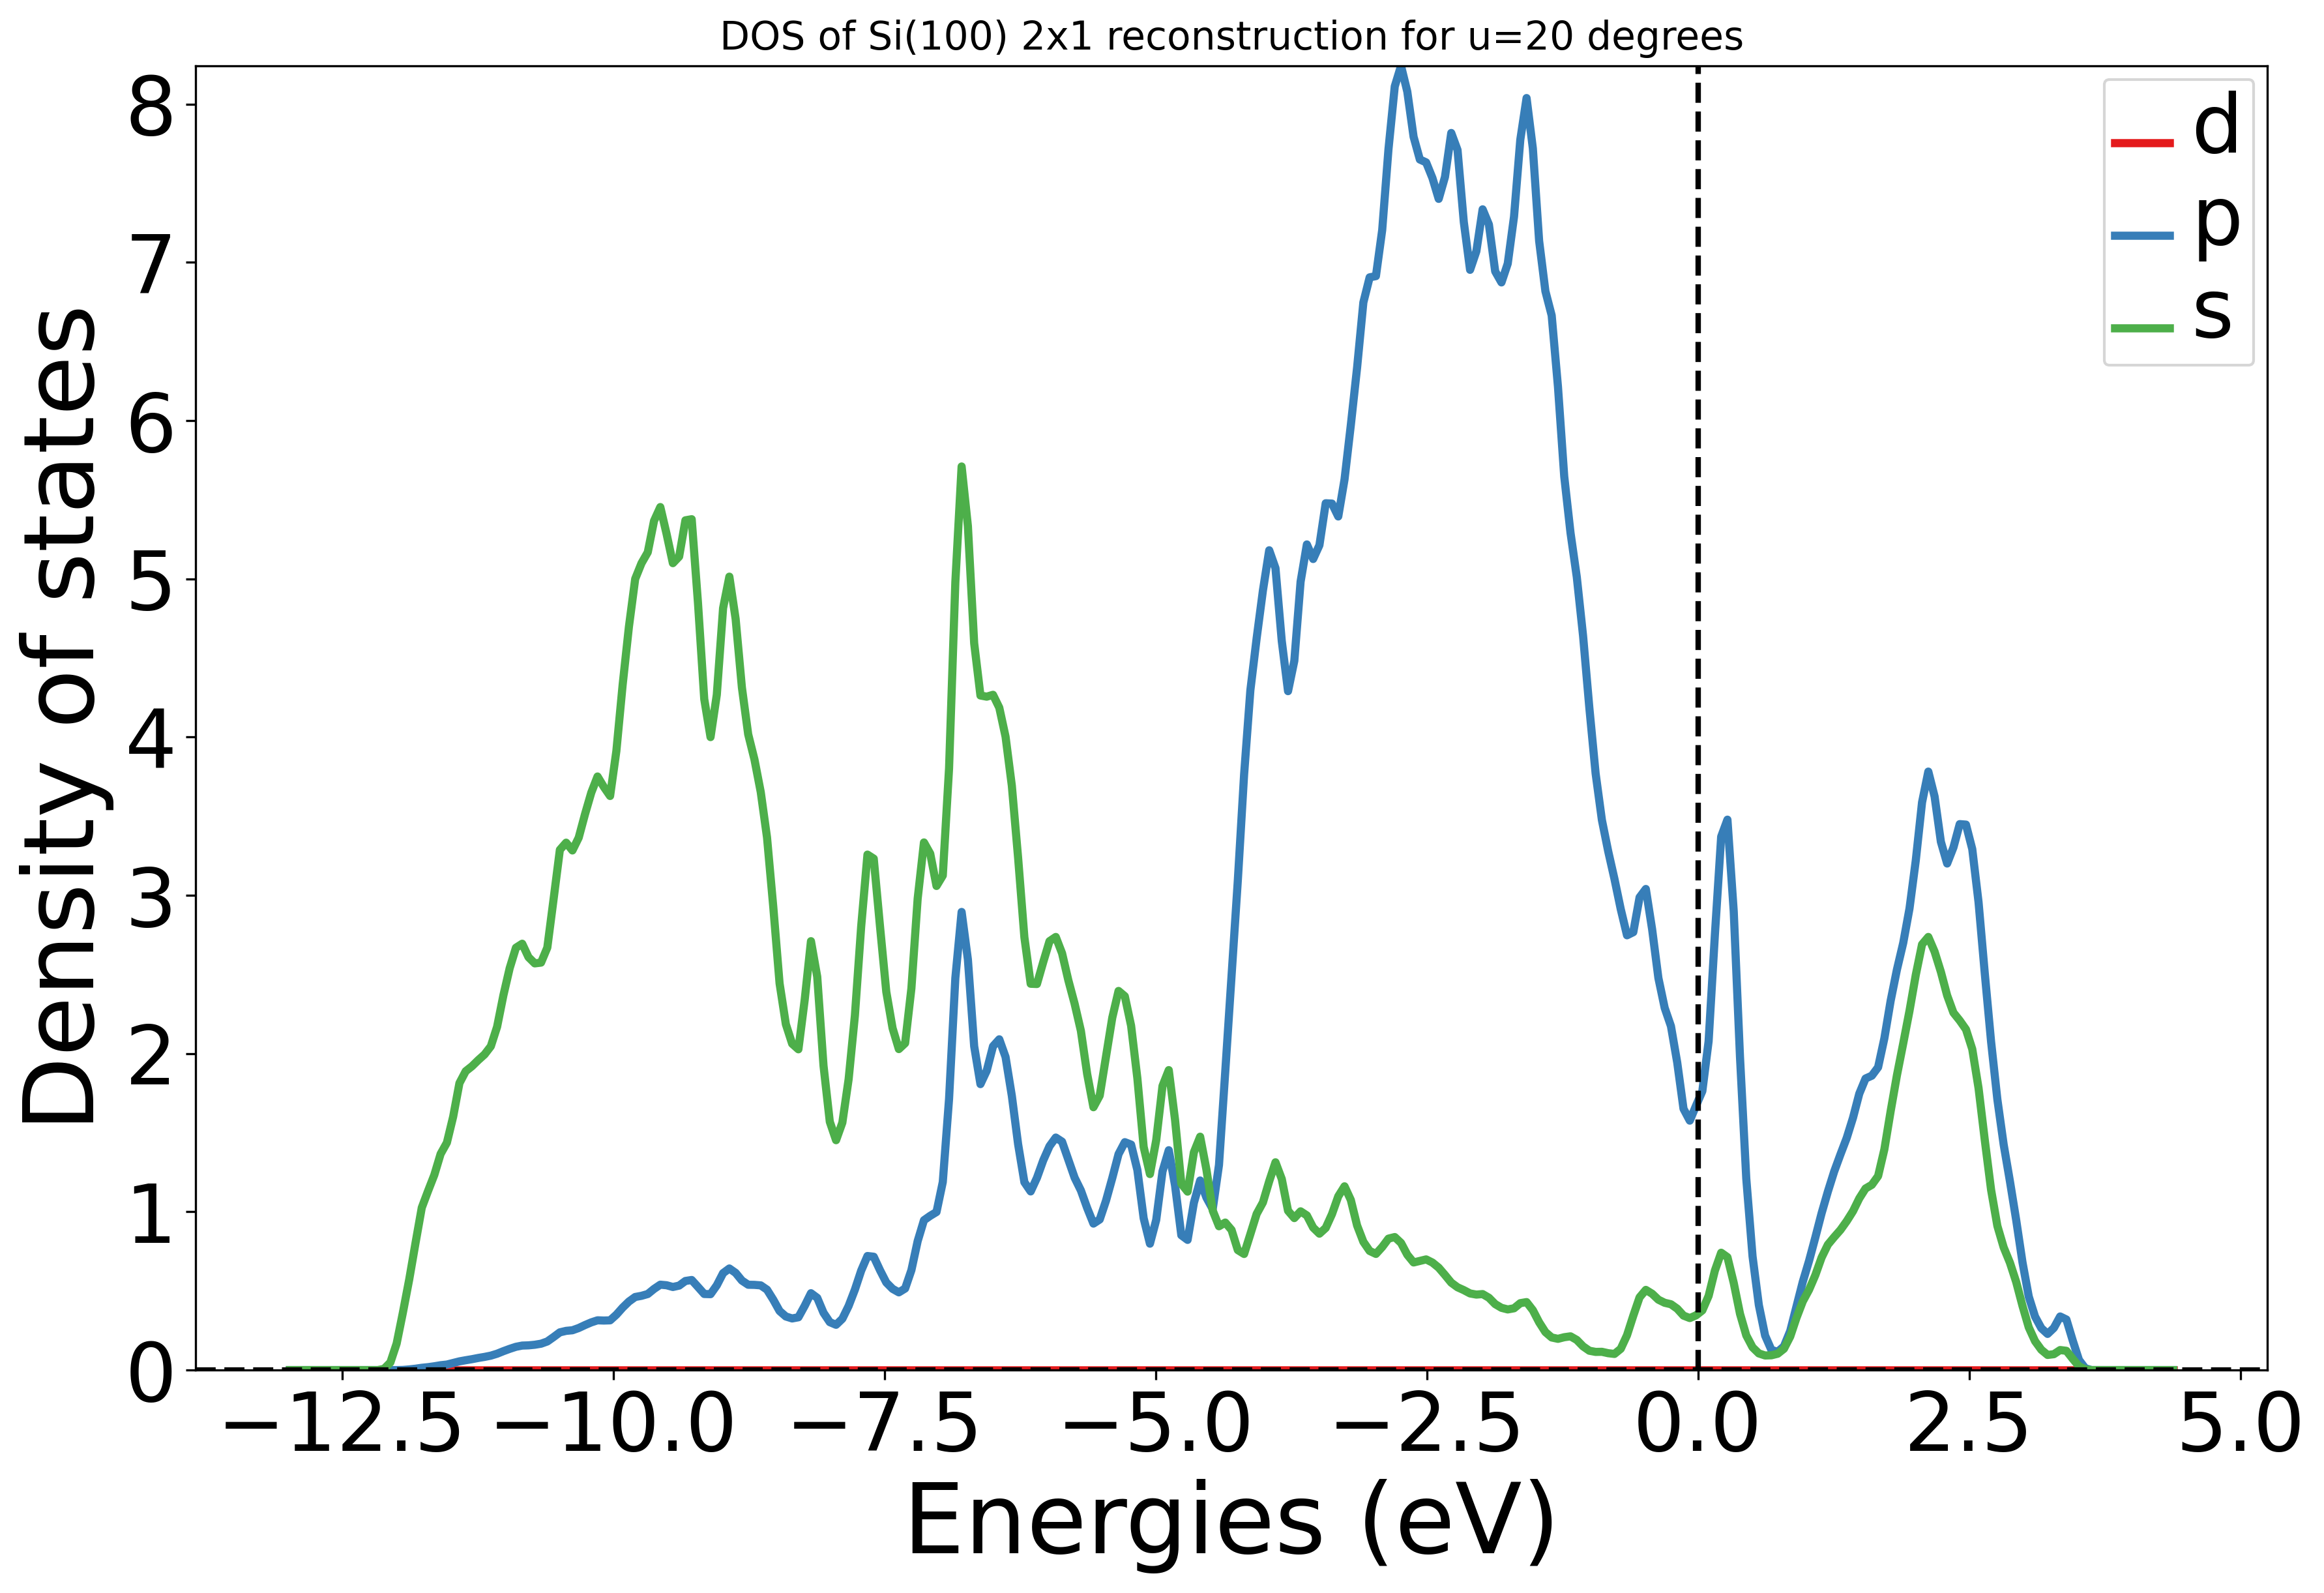 DOS of Si(100) 2x1 reconstruction for u=20 degrees
d
p
s
Density of states
8
7
6
5
4
3
2
1
0
−12.5 −10.0 −7.5 −5.0 −2.5 0.0 2.5 5.0
Energies (eV)